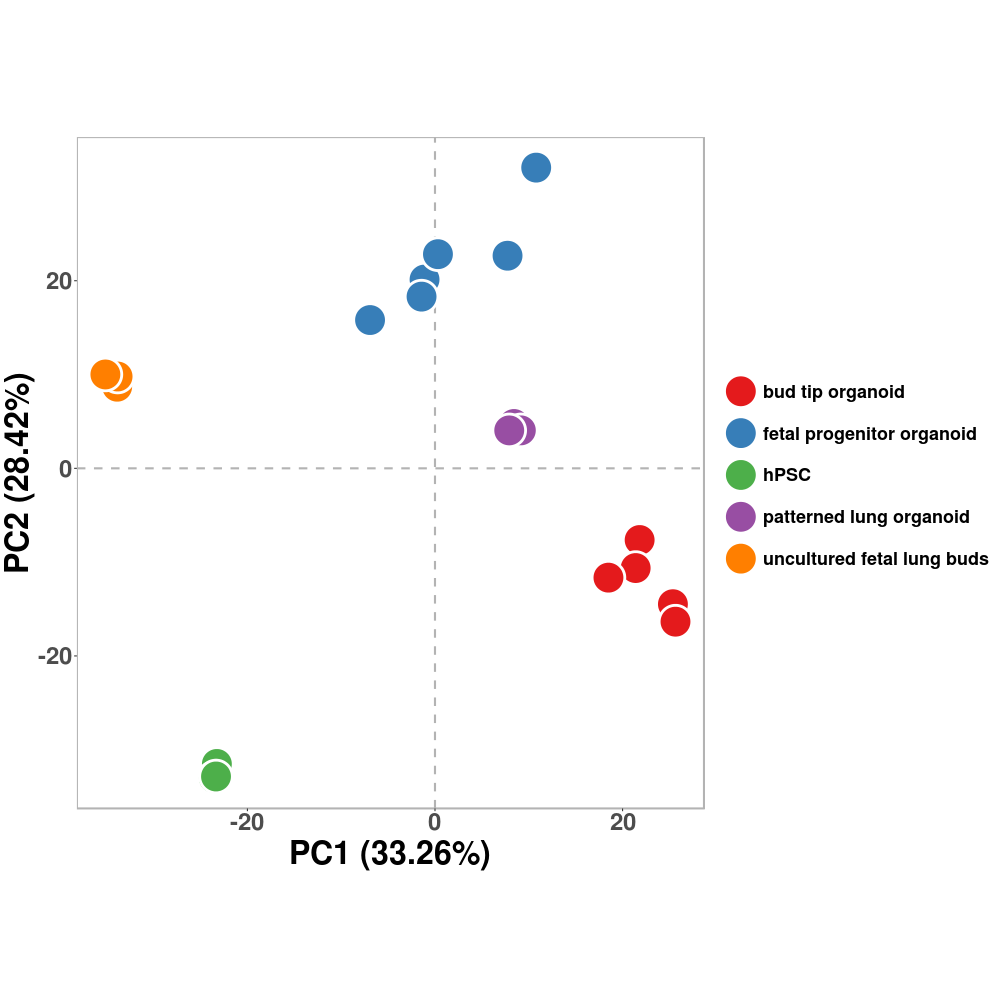 20
0
-20
PC2 (28.42%)
-20
0
20
PC1 (33.26%)
bud tip organoid
fetal progenitor organoid
hPSC
patterned lung organoid
uncultured fetal lung buds